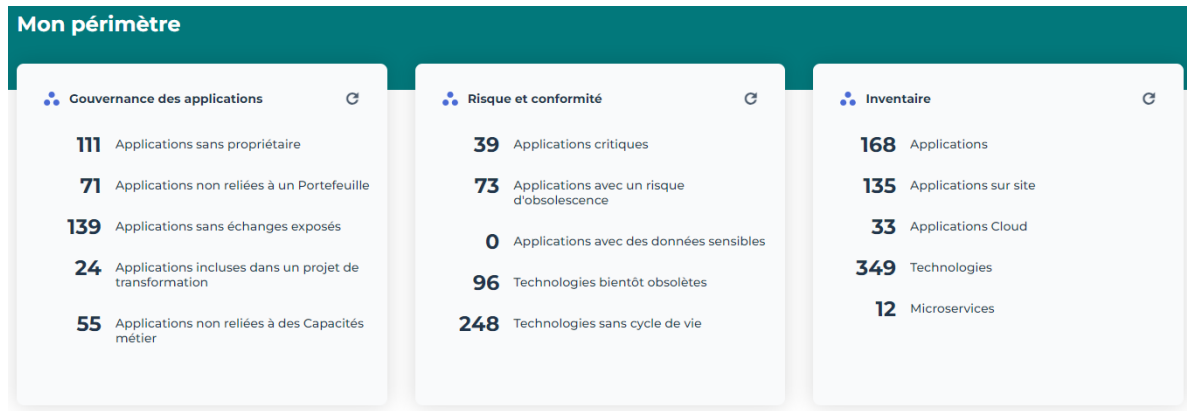 Mon périmètre
Gouvernance des applications
111 Applications sans propriétaire
71 Applications non reliées à un Portefeuille
139 Applications sans échanges exposés
24 Applications incluses dans un projet de
transformation
55 Applications non reliées à des Capacités
métier
Risque et conformité
39 Applications critiques
73 Applications avec un risque
d'obsolescence
0 Applications avec des données sensibles
96 Technologies bientôt obsolètes
248 Technologies sans cycle de vie
Inventaire
168 Applications
135 Applications sur site
33 Applications Cloud
349 Technologies
12 Microservices